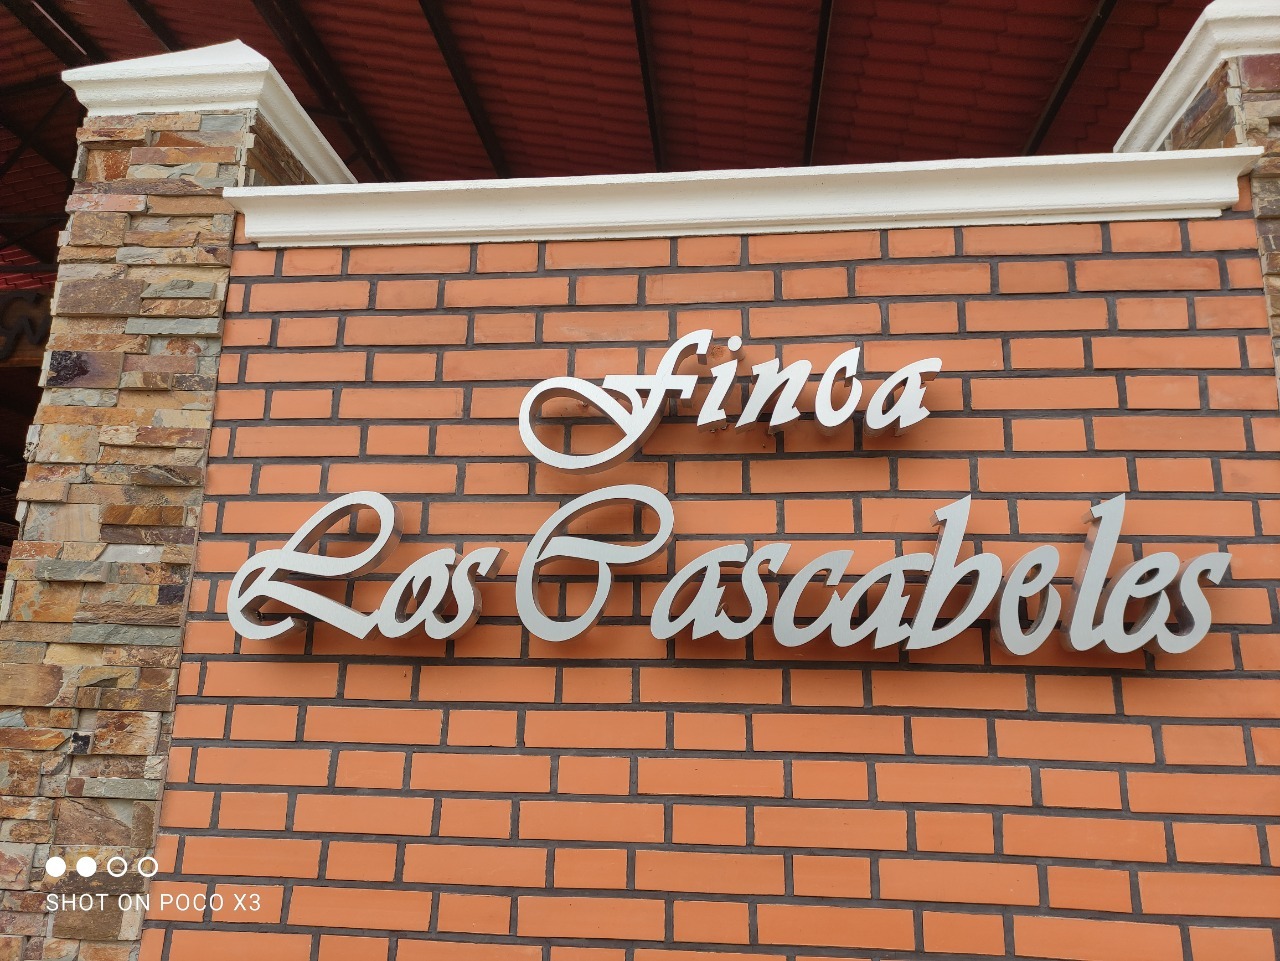 Finca
Los Cascabeles
SHOT ON POCO X3